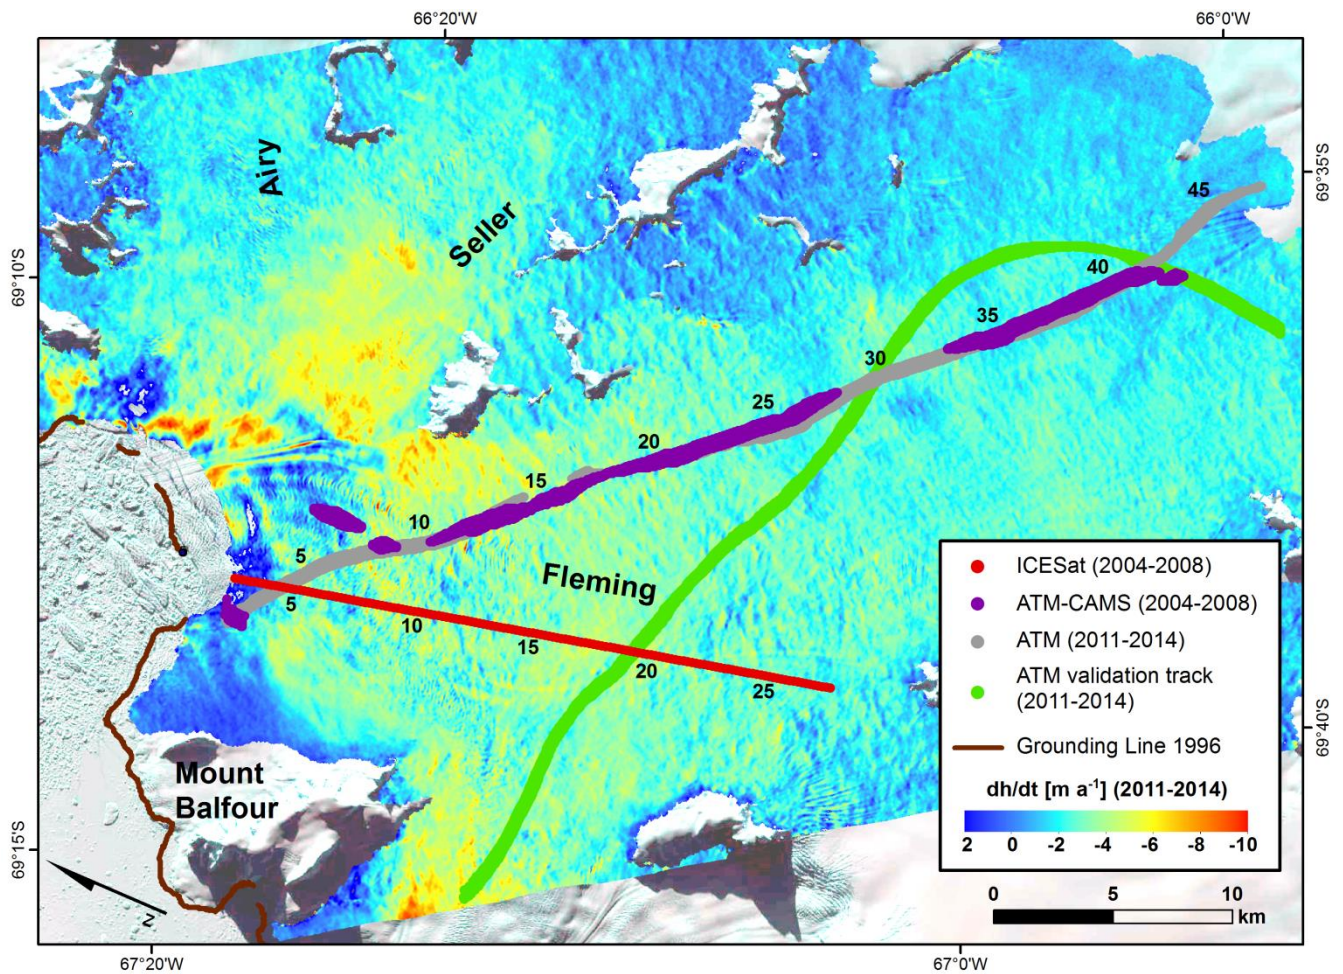 66°20'W
66°0'W
69°35'S
Airy
45
Seller
69°10'S
40
35
30
25
20
15
10
5
Fleming
5
10
15
20
25
ICESat (2004-2008)
ATM-CAMS (2004-2008)
ATM (2011-2014)
ATM validation track
(2011-2014)
Grounding Line 1996
dh/dt [m a⁻¹] (2011-2014)
2 0 -2 -4 -6 -8 -10
69°40'S
Mount
Balfour
69°15'S
N
0 5 10
km
67°20'W
67°0'W